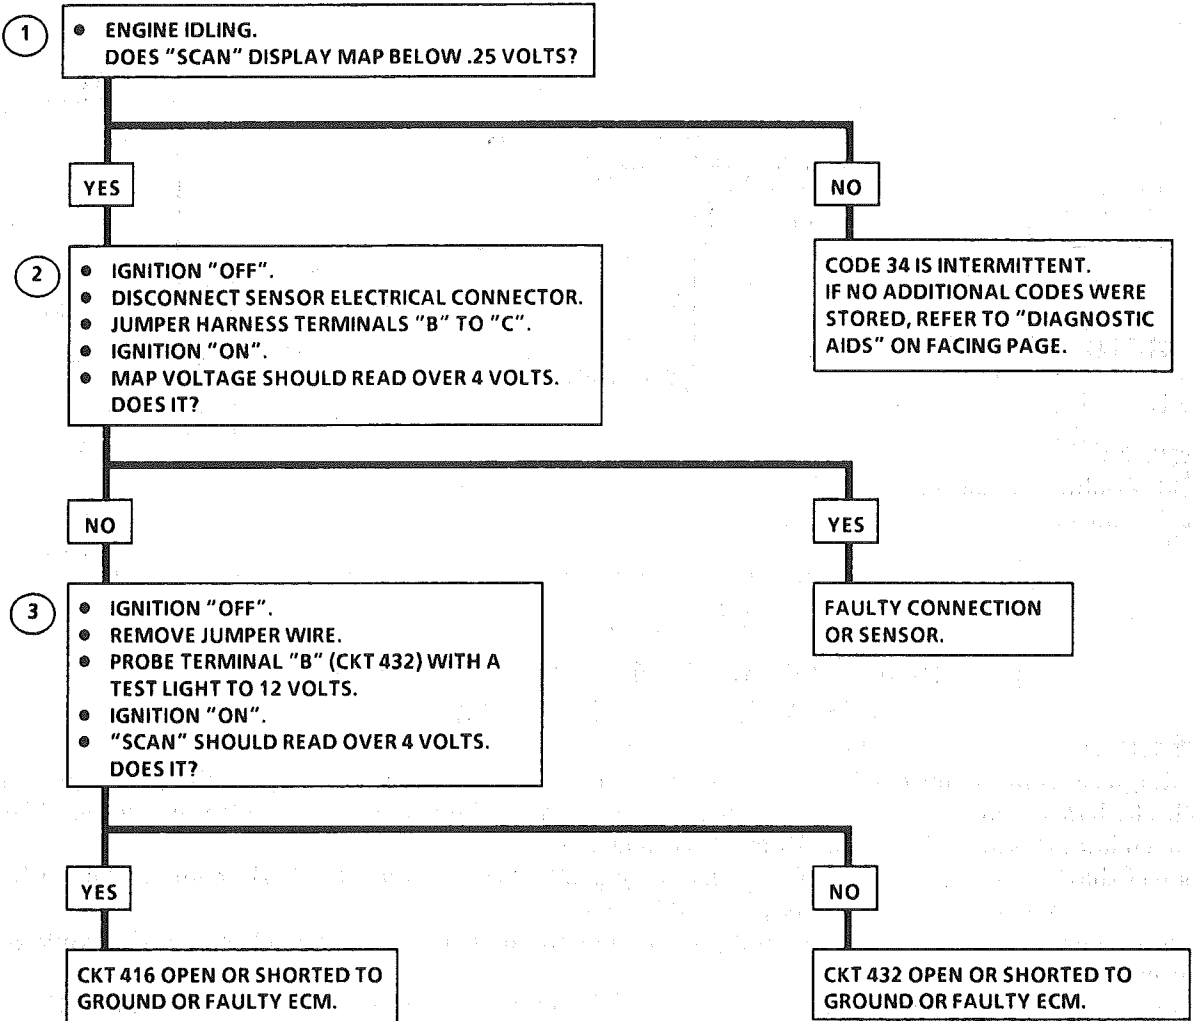 1
● ENGINE IDLING.
DOES "SCAN" DISPLAY MAP BELOW .25 VOLTS?
YES
NO
2
● IGNITION "OFF".
● DISCONNECT SENSOR ELECTRICAL CONNECTOR.
● JUMPER HARNESS TERMINALS "B" TO "C".
● IGNITION "ON".
● MAP VOLTAGE SHOULD READ OVER 4 VOLTS.
DOES IT?
CODE 34 IS INTERMITTENT.
IF NO ADDITIONAL CODES WERE
STORED, REFER TO "DIAGNOSTIC
AIDS" ON FACING PAGE.
NO
YES
3
● IGNITION "OFF".
● REMOVE JUMPER WIRE.
● PROBE TERMINAL "B" (CKT 432) WITH A
TEST LIGHT TO 12 VOLTS.
● IGNITION "ON".
● "SCAN" SHOULD READ OVER 4 VOLTS.
DOES IT?
FAULTY CONNECTION
OR SENSOR.
YES
NO
CKT 416 OPEN OR SHORTED TO
GROUND OR FAULTY ECM.
CKT 432 OPEN OR SHORTED TO
GROUND OR FAULTY ECM.